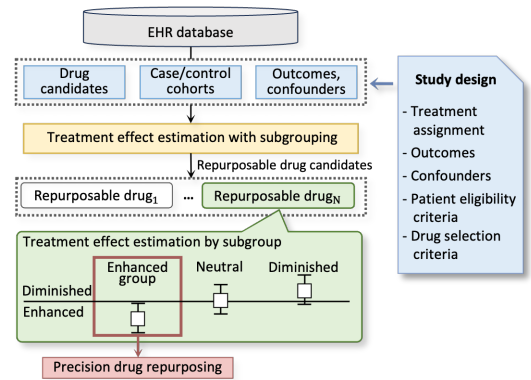 EHR database
Drug
candidates
Case/control
cohorts
Outcomes,
confounders
Study design
- Treatment
assignment
- Outcomes
- Confounders
- Patient eligibility
criteria
- Drug selection
criteria
Treatment effect estimation with subgrouping
Repurposable drug candidates
Repurposable drug1
...
Repurposable drugN
Treatment effect estimation by subgroup
Enhanced
group
Neutral
Diminished
Diminished
Enhanced
Precision drug repurposing